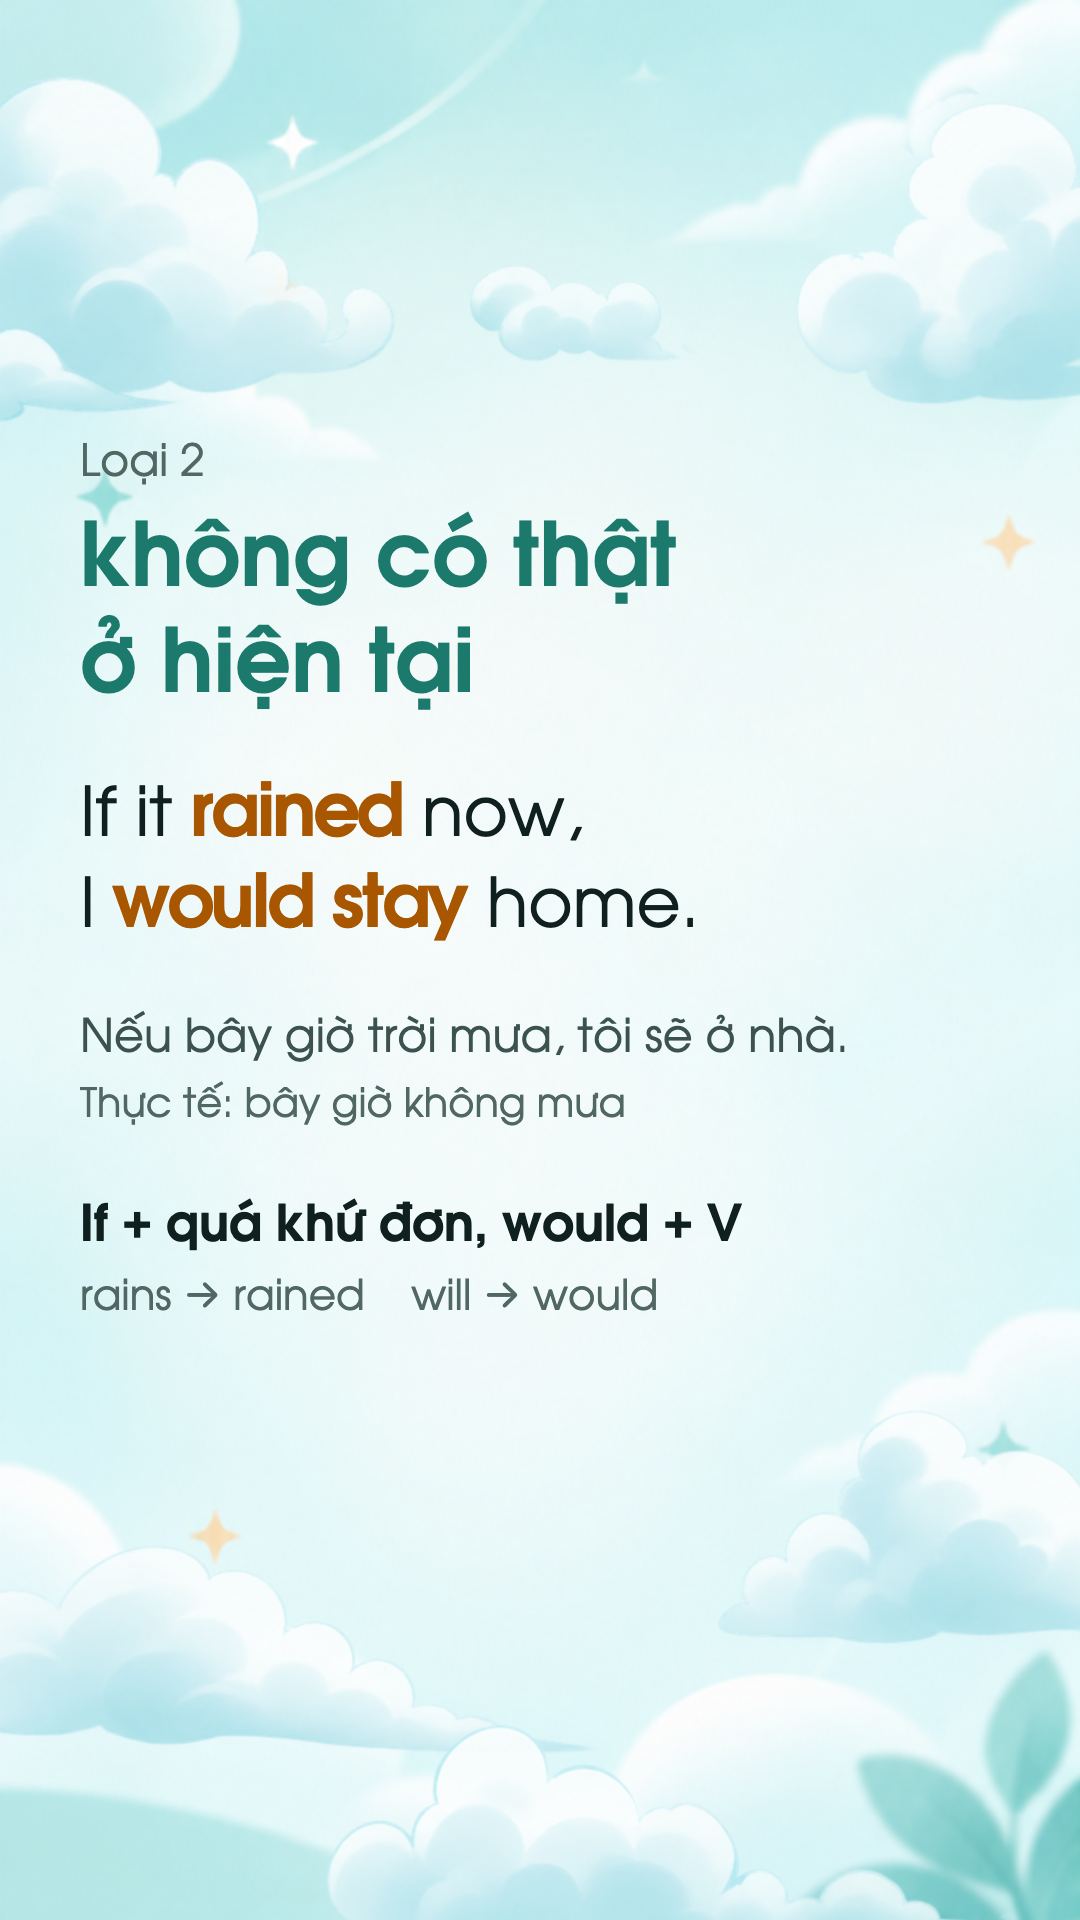 Loại 2
không có thật
ở hiện tại
If it rained now,
I would stay home.
Nếu bây giờ trời mưa, tôi sẽ ở nhà.
Thực tế: bây giờ không mưa
If + quá khứ đơn, would + V
rains → rained will → would